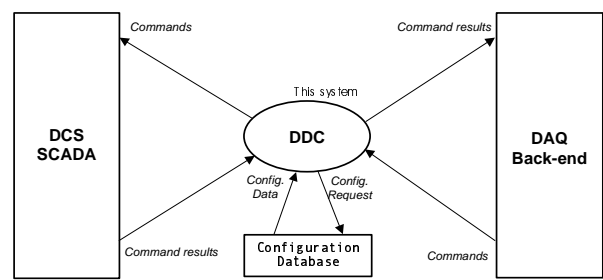 Commands
Command results
This system
DCS
SCADA
DDC
DAQ
Back-end
Config.
Data
Config.
Request
Configuration
Database
Command results
Commands